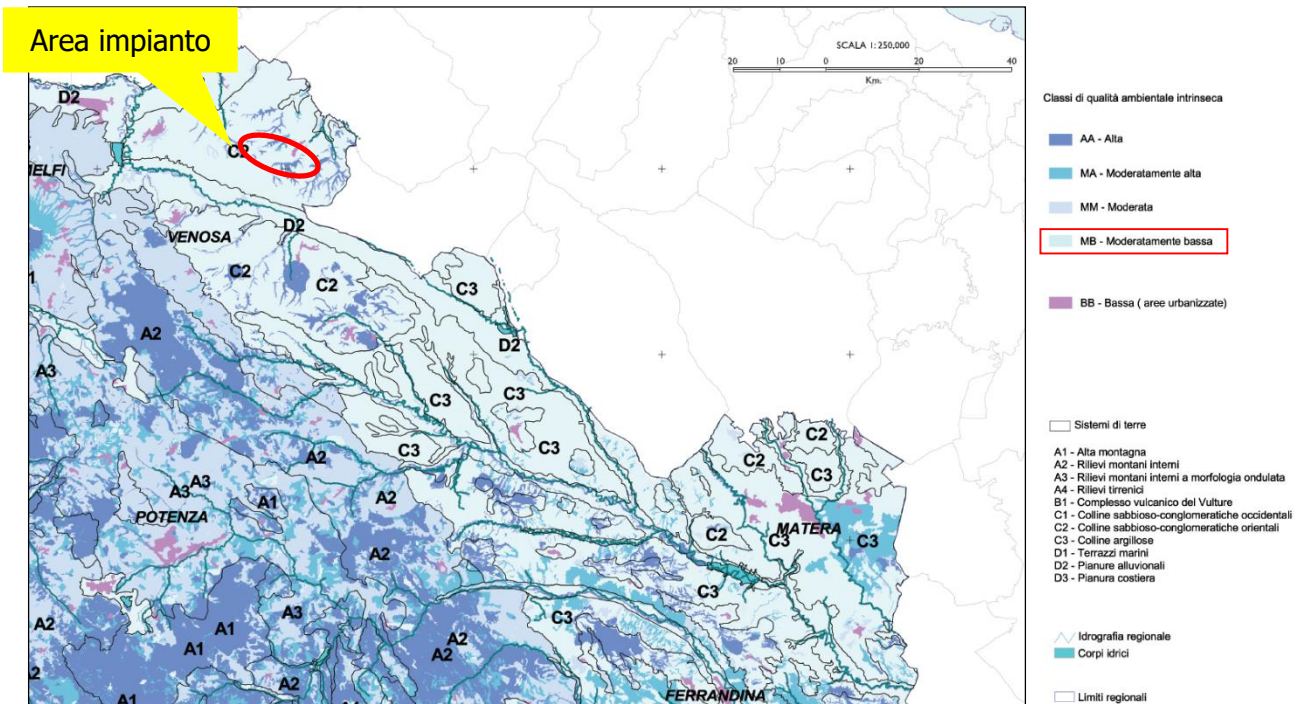 Area impianto
SCALA 1: 250,000
20 10 0 20 40
Km.
D2
C2
MELFI
D2
VENOSA
C2
C2
C3
A2
D2
A3
C3
C3
C3
C3
C2
C2
C3
A2
A3
A3
A1
A2
POTENZA
MATERA
C2
C3
C3
A2
C3
A3
C3
A2
A1
A2
A1
A2
A2
A1
FERRANDINA
Classi di qualità ambientale intrinseca
AA - Alta
MA - Moderatamente alta
MM - Moderata
MB - Moderatamente bassa
BB - Bassa ( aree urbanizzate)
Sistemi di terre
A1 - Alta montagna
A2 - Rilievi montani interni
A3 - Rilievi montani interni a morfologia ondulata
A4 - Rilievi tirrenici
B1 - Complesso vulcanico del Vulture
C1 - Colline sabbioso-conglomeratiche occidentali
C2 - Colline sabbioso-conglomeratiche orientali
C3 - Colline argillose
D1 - Terrazzi marini
D2 - Pianure alluvionali
D3 - Pianura costiera
Idrografia regionale
Corpi idrici
Limiti regionali